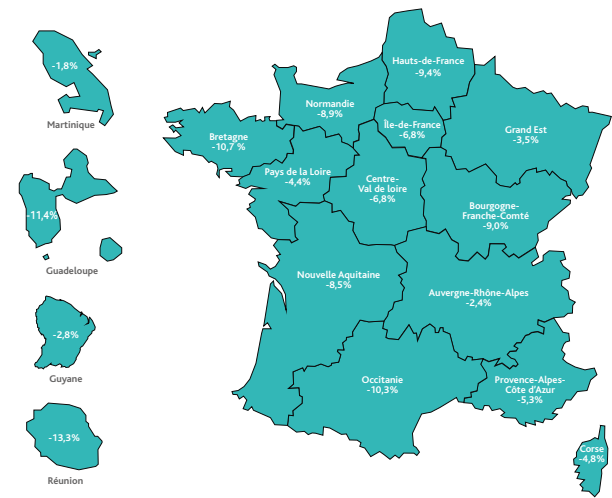 -1,8%
Martinique
-11,4%
Guadeloupe
-2,8%
Guyane
-13,3%
Réunion
Hauts-de-France
-9,4%
Normandie
-8,9%
Île-de-France
-6,8%
Grand Est
-3,5%
Bretagne
-10,7 %
Pays de la Loire
-4,4%
Centre-
Val de loire
-6,8%
Bourgogne-
Franche-Comté
-9,0%
Nouvelle Aquitaine
-8,5%
Auvergne-Rhône-Alpes
-2,4%
Occitanie
-10,3%
Provence-Alpes-
Côte d'Azur
-5,3%
Corse
-4,8%